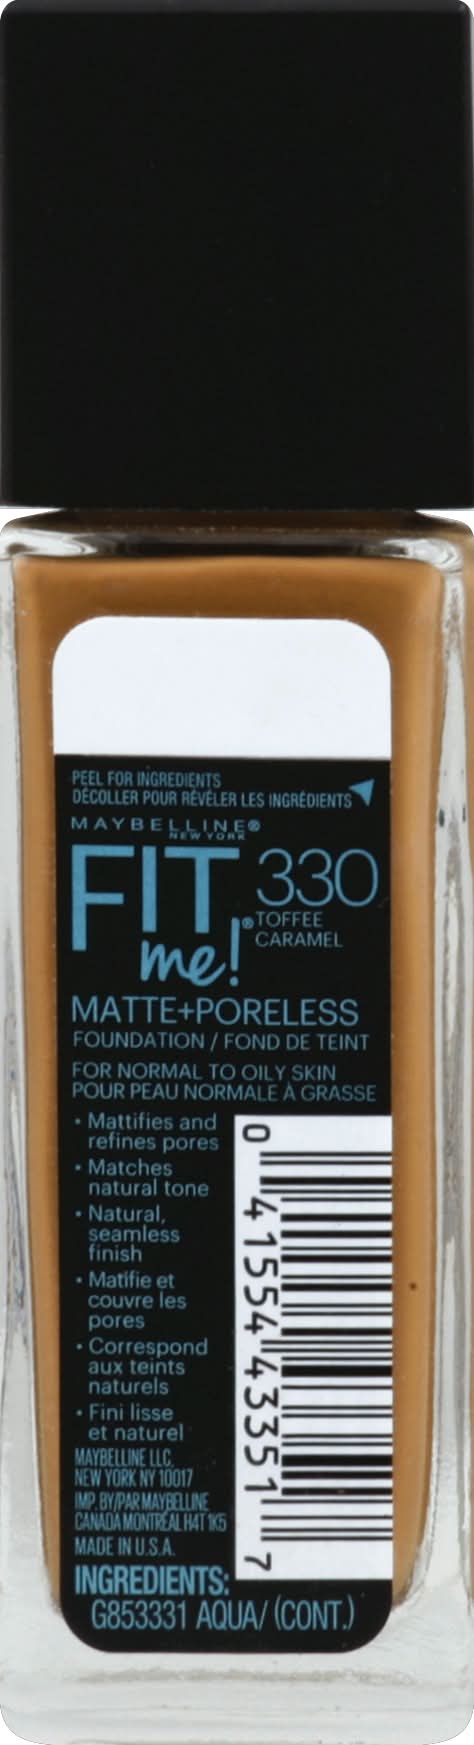 PEEL FOR INGREDIENTS
DÉCOLLER POUR RÉVÉLER LES INGRÉDIENTS
MAYBELLINE®
NEW YORK
FIT
me!®
330
TOFFEE
CARAMEL
MATTE+PORELESS
FOUNDATION / FOND DE TEINT
FOR NORMAL TO OILY SKIN
POUR PEAU NORMALE À GRASSE
• Mattifies and
refines pores
• Matches
natural tone
• Natural,
seamless
finish
• Matifie et
couvre les
pores
• Correspond
aux teints
naturels
• Fini lisse
et naturel
0 41554 43351 7
MAYBELLINE LLC.
NEW YORK NY 10017
IMP. BY/PAR MAYBELLINE
CANADA MONTREAL H4T 1K5
MADE IN U.S.A.
INGREDIENTS:
G853331 AQUA/ (CONT.)